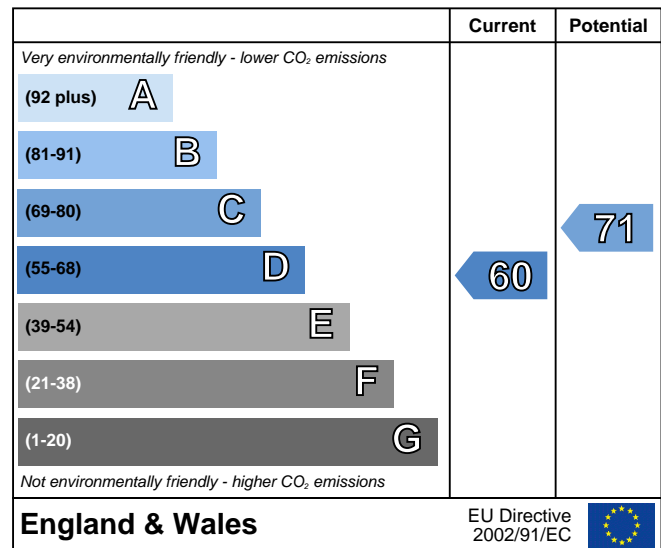 Current Potential
Very environmentally friendly - lower CO₂ emissions
(92 plus) A
(81-91) B
(69-80) C
71
(55-68) D
60
(39-54) E
(21-38) F
(1-20) G
Not environmentally friendly - higher CO₂ emissions
England & Wales
EU Directive
2002/91/EC